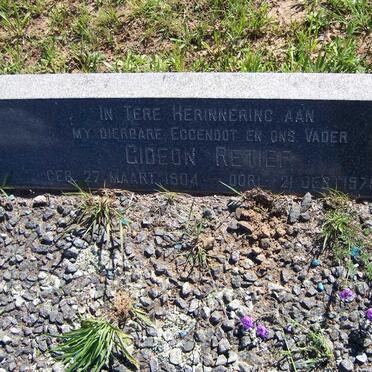 IN TERE HERINNERING AAN
MY DIERBARE EGGENOOT EN ONS VADER
GIDEON RETIEF
GEB. 27 MAART 1904 — OORL. 21 DES.